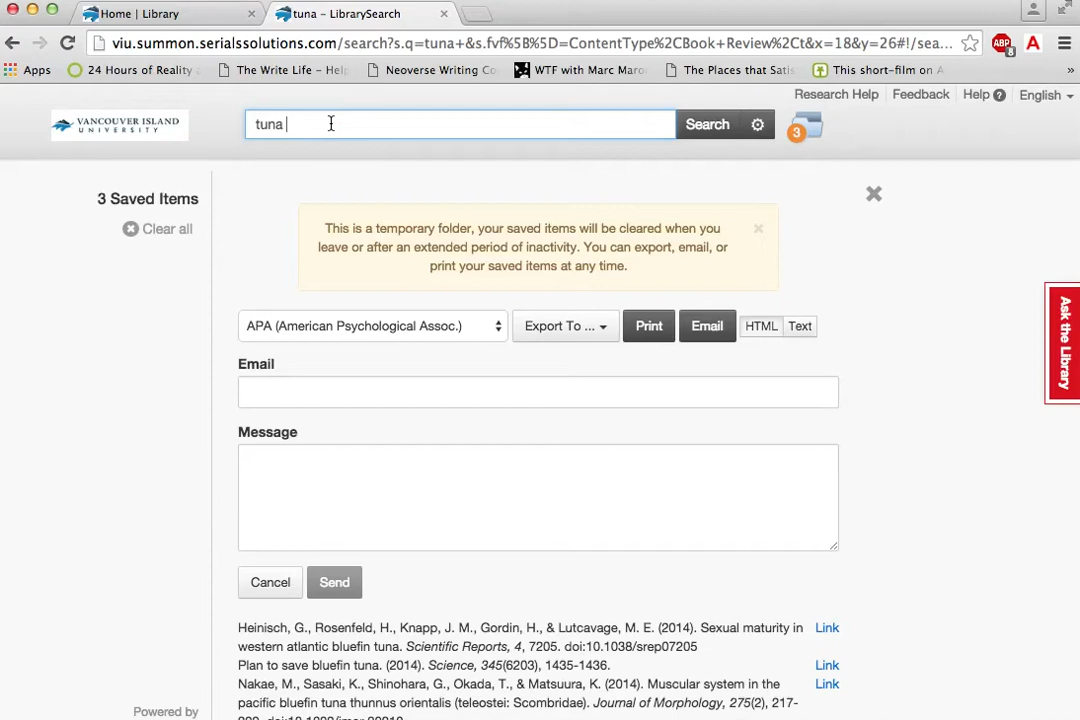 Home | Library
tuna – LibrarySearch
viu.summon.serialssolutions.com/search?s.q=tuna+&s.fvf%5B%5D=ContentType%2CBook+Review%2Ct&x=18&y=26#!/sea...
ABP 8
A
Apps
24 Hours of Reality
The Write Life – Hel
Neoverse Writing Co
WTF with Marc Maro
The Places that Sati
This short-film on A
»
Research Help Feedback Help ? English
VANCOUVER ISLAND
UNIVERSITY
tuna
Search
3
3 Saved Items
Clear all
This is a temporary folder, your saved items will be cleared when you
leave or after an extended period of inactivity. You can export, email, or
print your saved items at any time.
APA (American Psychological Assoc.)
Export To ...
Print
Email
HTML
Text
Ask the Library
Email
Message
Cancel
Send
Heinisch, G., Rosenfeld, H., Knapp, J. M., Gordin, H., & Lutcavage, M. E. (2014). Sexual maturity in Link
western atlantic bluefin tuna. Scientific Reports, 4, 7205. doi:10.1038/srep07205
Plan to save bluefin tuna. (2014). Science, 345(6203), 1435-1436. Link
Nakae, M., Sasaki, K., Shinohara, G., Okada, T., & Matsuura, K. (2014). Muscular system in the Link
pacific bluefin tuna thunnus orientalis (teleostei: Scombridae). Journal of Morphology, 275(2), 217-
Powered by